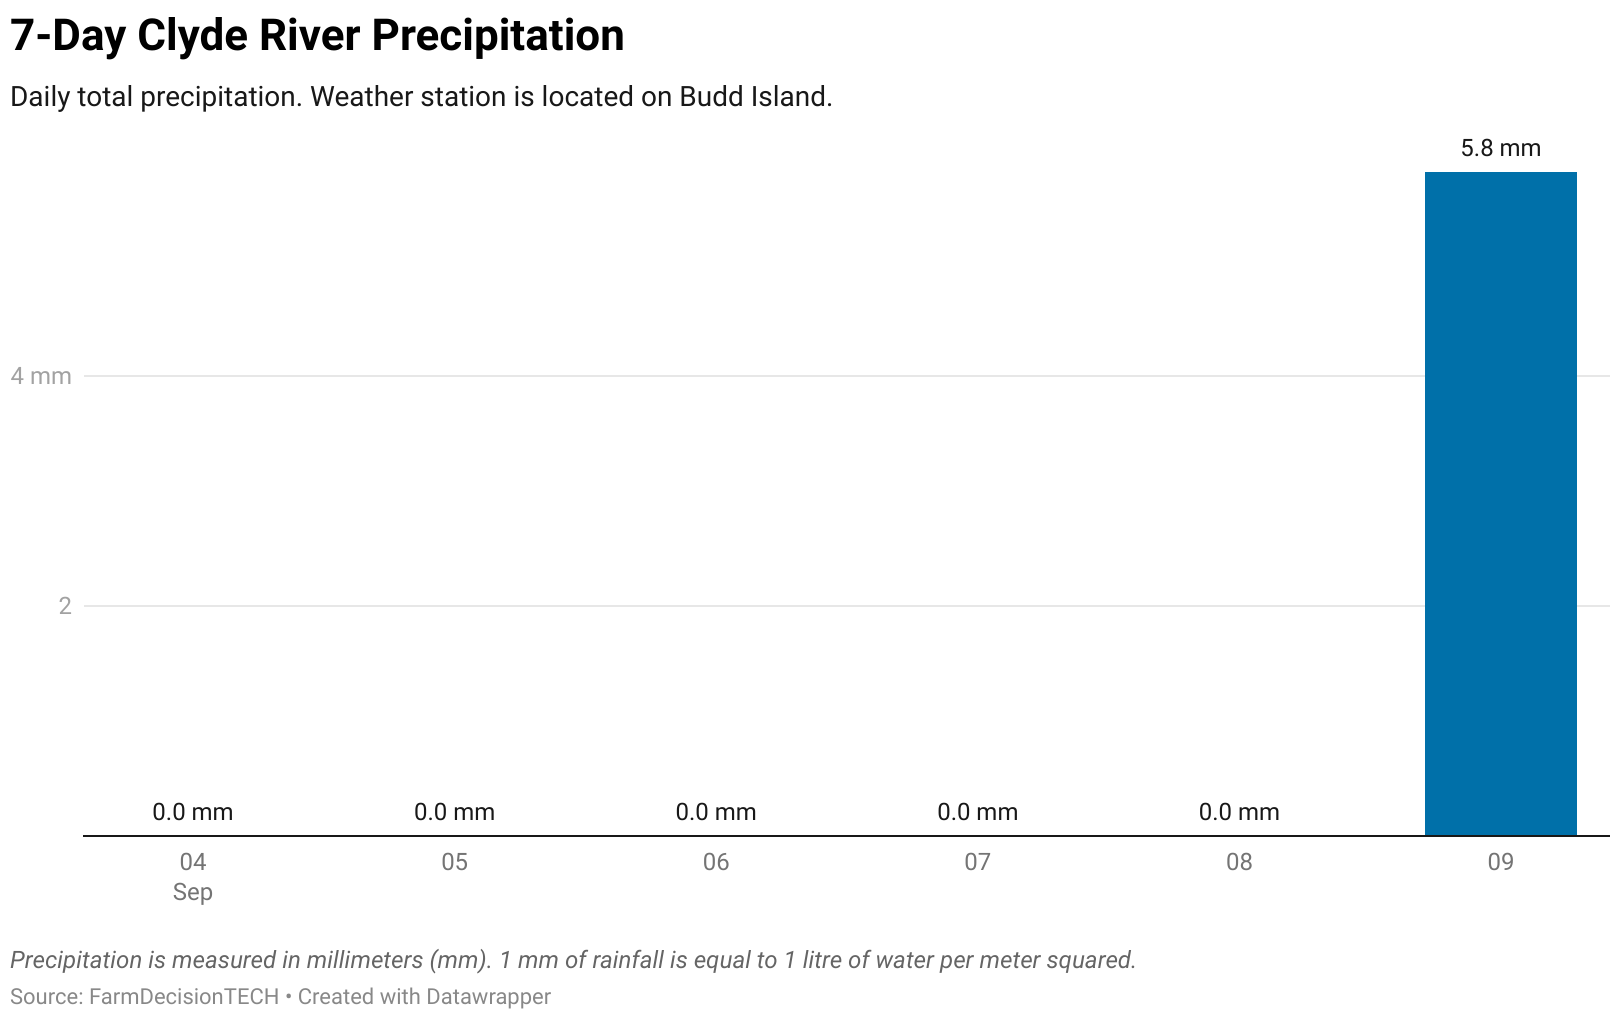 7-Day Clyde River Precipitation
Daily total precipitation. Weather station is located on Budd Island.
5.8 mm
4 mm
2
0.0 mm 0.0 mm 0.0 mm 0.0 mm 0.0 mm
04 05 06 07 08 09
Sep
Precipitation is measured in millimeters (mm). 1 mm of rainfall is equal to 1 litre of water per meter squared.
Source: FarmDecisionTECH • Created with Datawrapper